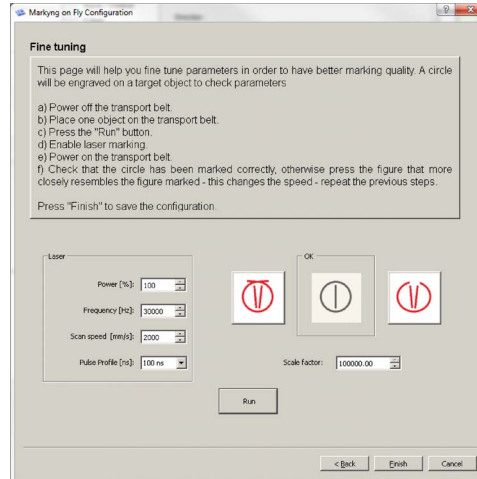 Markyng on Fly Configuration
Fine tuning
This page will help you fine tune parameters in order to have better marking quality. A circle
will be engraved on a target object to check parameters
a) Power off the transport belt.
b) Place one object on the transport belt.
c) Press the "Run" button.
d) Enable laser marking.
e) Power on the transport belt.
f) Check that the circle has been marked correctly, otherwise press the figure that more
closely resembles the figure marked - this changes the speed - repeat the previous steps.
Press "Finish" to save the configuration.
Laser
OK
Power [%]: 100
Frequency [Hz]: 30000
Scan speed [mm/s]: 2000
Pulse Profile [ns]: 100 ns
Scale factor: 100000.00
Run
< Back Finish Cancel